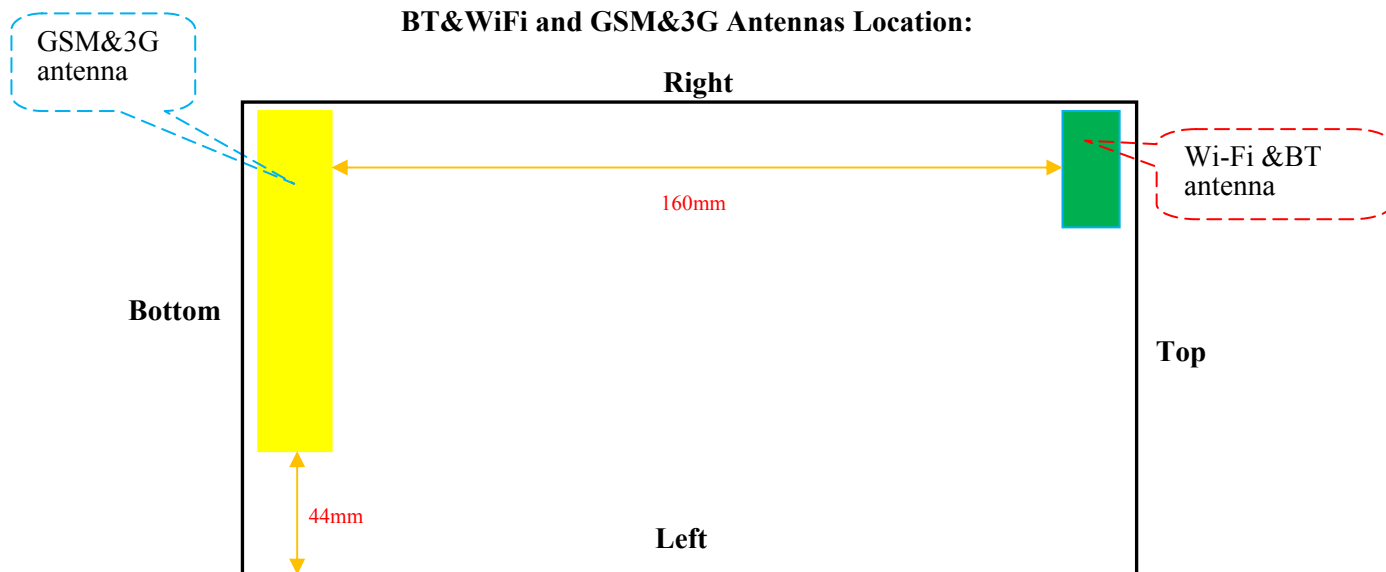 BT&WiFi and GSM&3G Antennas Location:
GSM&3G
antenna
Right
Wi-Fi &BT
antenna
160mm
Bottom
Top
44mm
Left